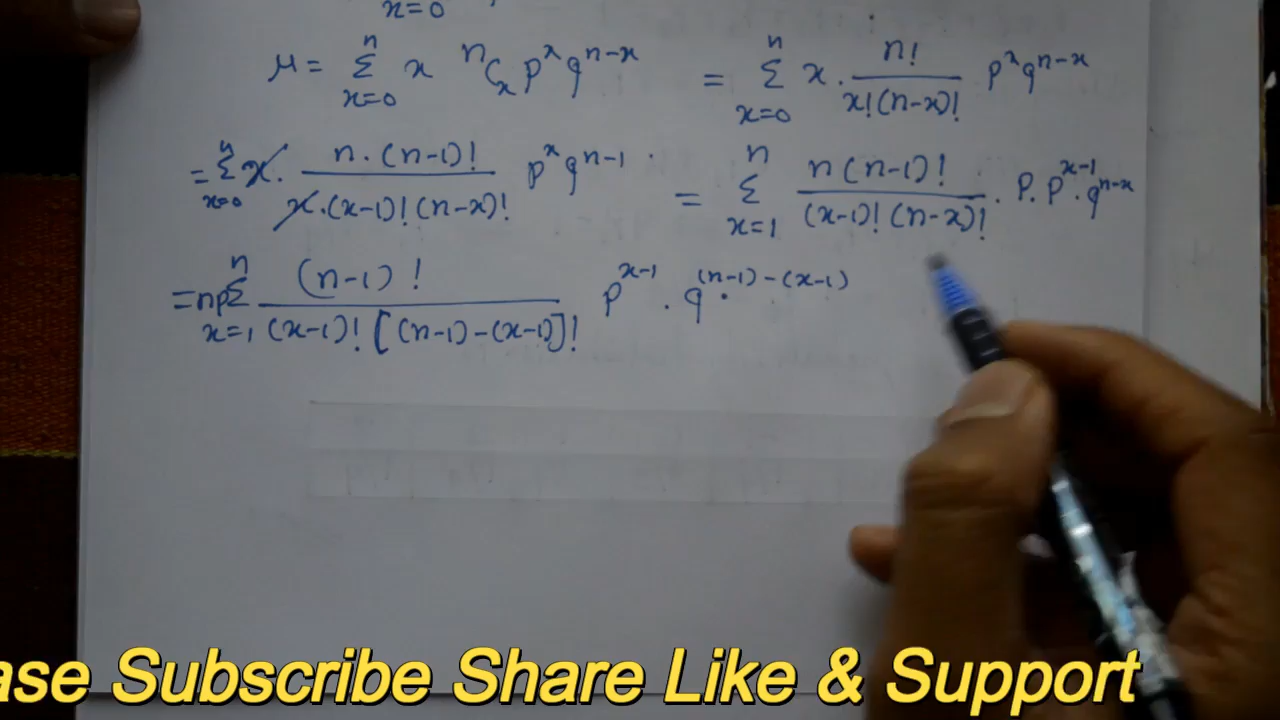 x=0
μ = Σ_{x=0}^{n} x ⁿCₓ p^x q^{n-x} = Σ_{x=0}^{n} x · n! / x!(n-x)! p^x q^{n-x}
= Σ_{x=0}^{n} x · n·(n-1)! / x·(x-1)!(n-x)! p^x q^{n-1} = Σ_{x=1}^{n} n(n-1)! / (x-1)!(n-x)! · p·p^{x-1}·q^{n-x}
= np Σ_{x=1}^{n} (n-1)! / (x-1)![(n-1)-(x-1)]! p^{x-1} · q^{(n-1)-(x-1)}
ase Subscribe Share Like & Support